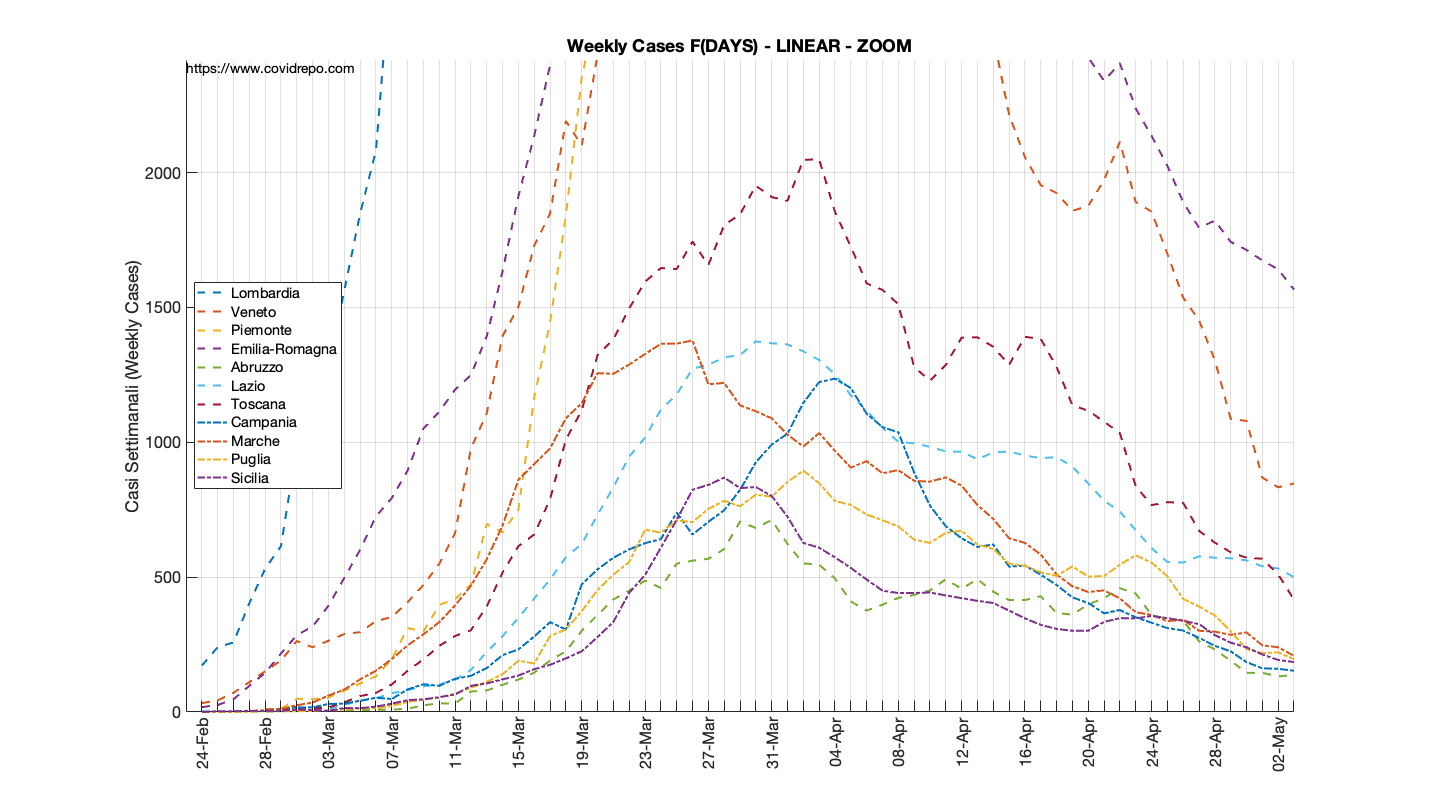 Weekly Cases F(DAYS) - LINEAR - ZOOM
https://www.covidrepo.com
Casi Settimanali (Weekly Cases)
2000
1500
1000
500
0
Lombardia
Veneto
Piemonte
Emilia-Romagna
Abruzzo
Lazio
Toscana
Campania
Marche
Puglia
Sicilia
24-Feb
28-Feb
03-Mar
07-Mar
11-Mar
15-Mar
19-Mar
23-Mar
27-Mar
31-Mar
04-Apr
08-Apr
12-Apr
16-Apr
20-Apr
24-Apr
28-Apr
02-May